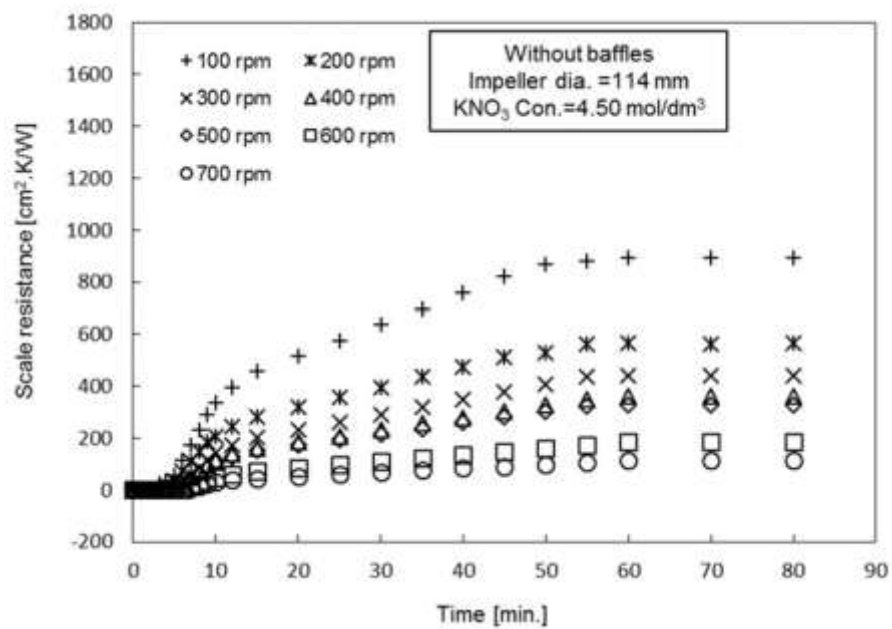 1800
1600
1400
1200
1000
800
600
400
200
0
-200
Scale resistance [cm².K/W]
100 rpm
200 rpm
300 rpm
400 rpm
500 rpm
600 rpm
700 rpm
Without baffles
Impeller dia. =114 mm
KNO₃ Con.=4.50 mol/dm³
0 10 20 30 40 50 60 70 80 90
Time [min.]